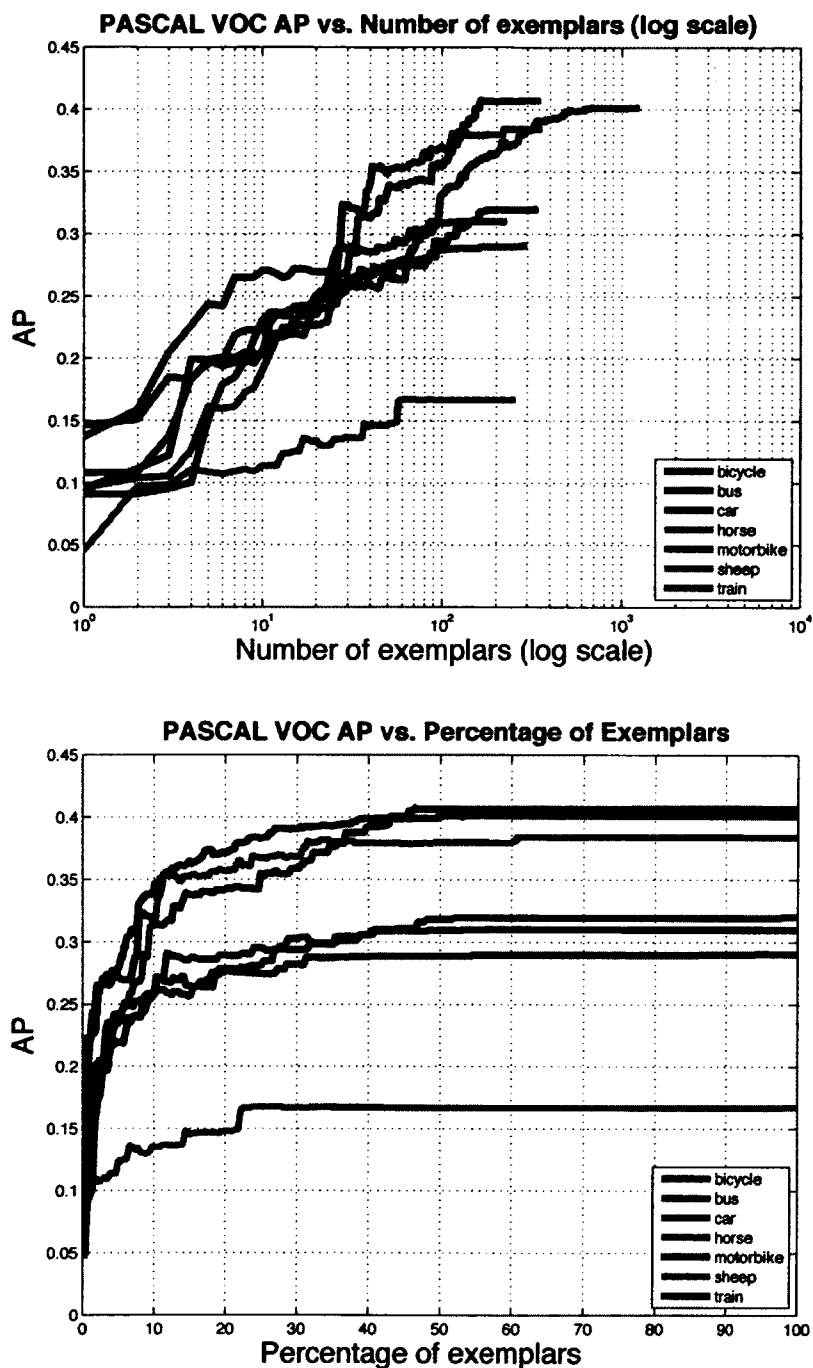 PASCAL VOC AP vs. Number of exemplars (log scale)
0.45
0.4
0.35
0.3
0.25
0.2
0.15
0.1
0.05
0
AP
bicycle
bus
car
horse
motorbike
sheep
train
10⁰
10¹
10²
10³
10⁴
Number of exemplars (log scale)
PASCAL VOC AP vs. Percentage of Exemplars
0.45
0.4
0.35
0.3
0.25
0.2
0.15
0.1
0.05
0
AP
bicycle
bus
car
horse
motorbike
sheep
train
0 10 20 30 40 50 60 70 80 90 100
Percentage of exemplars